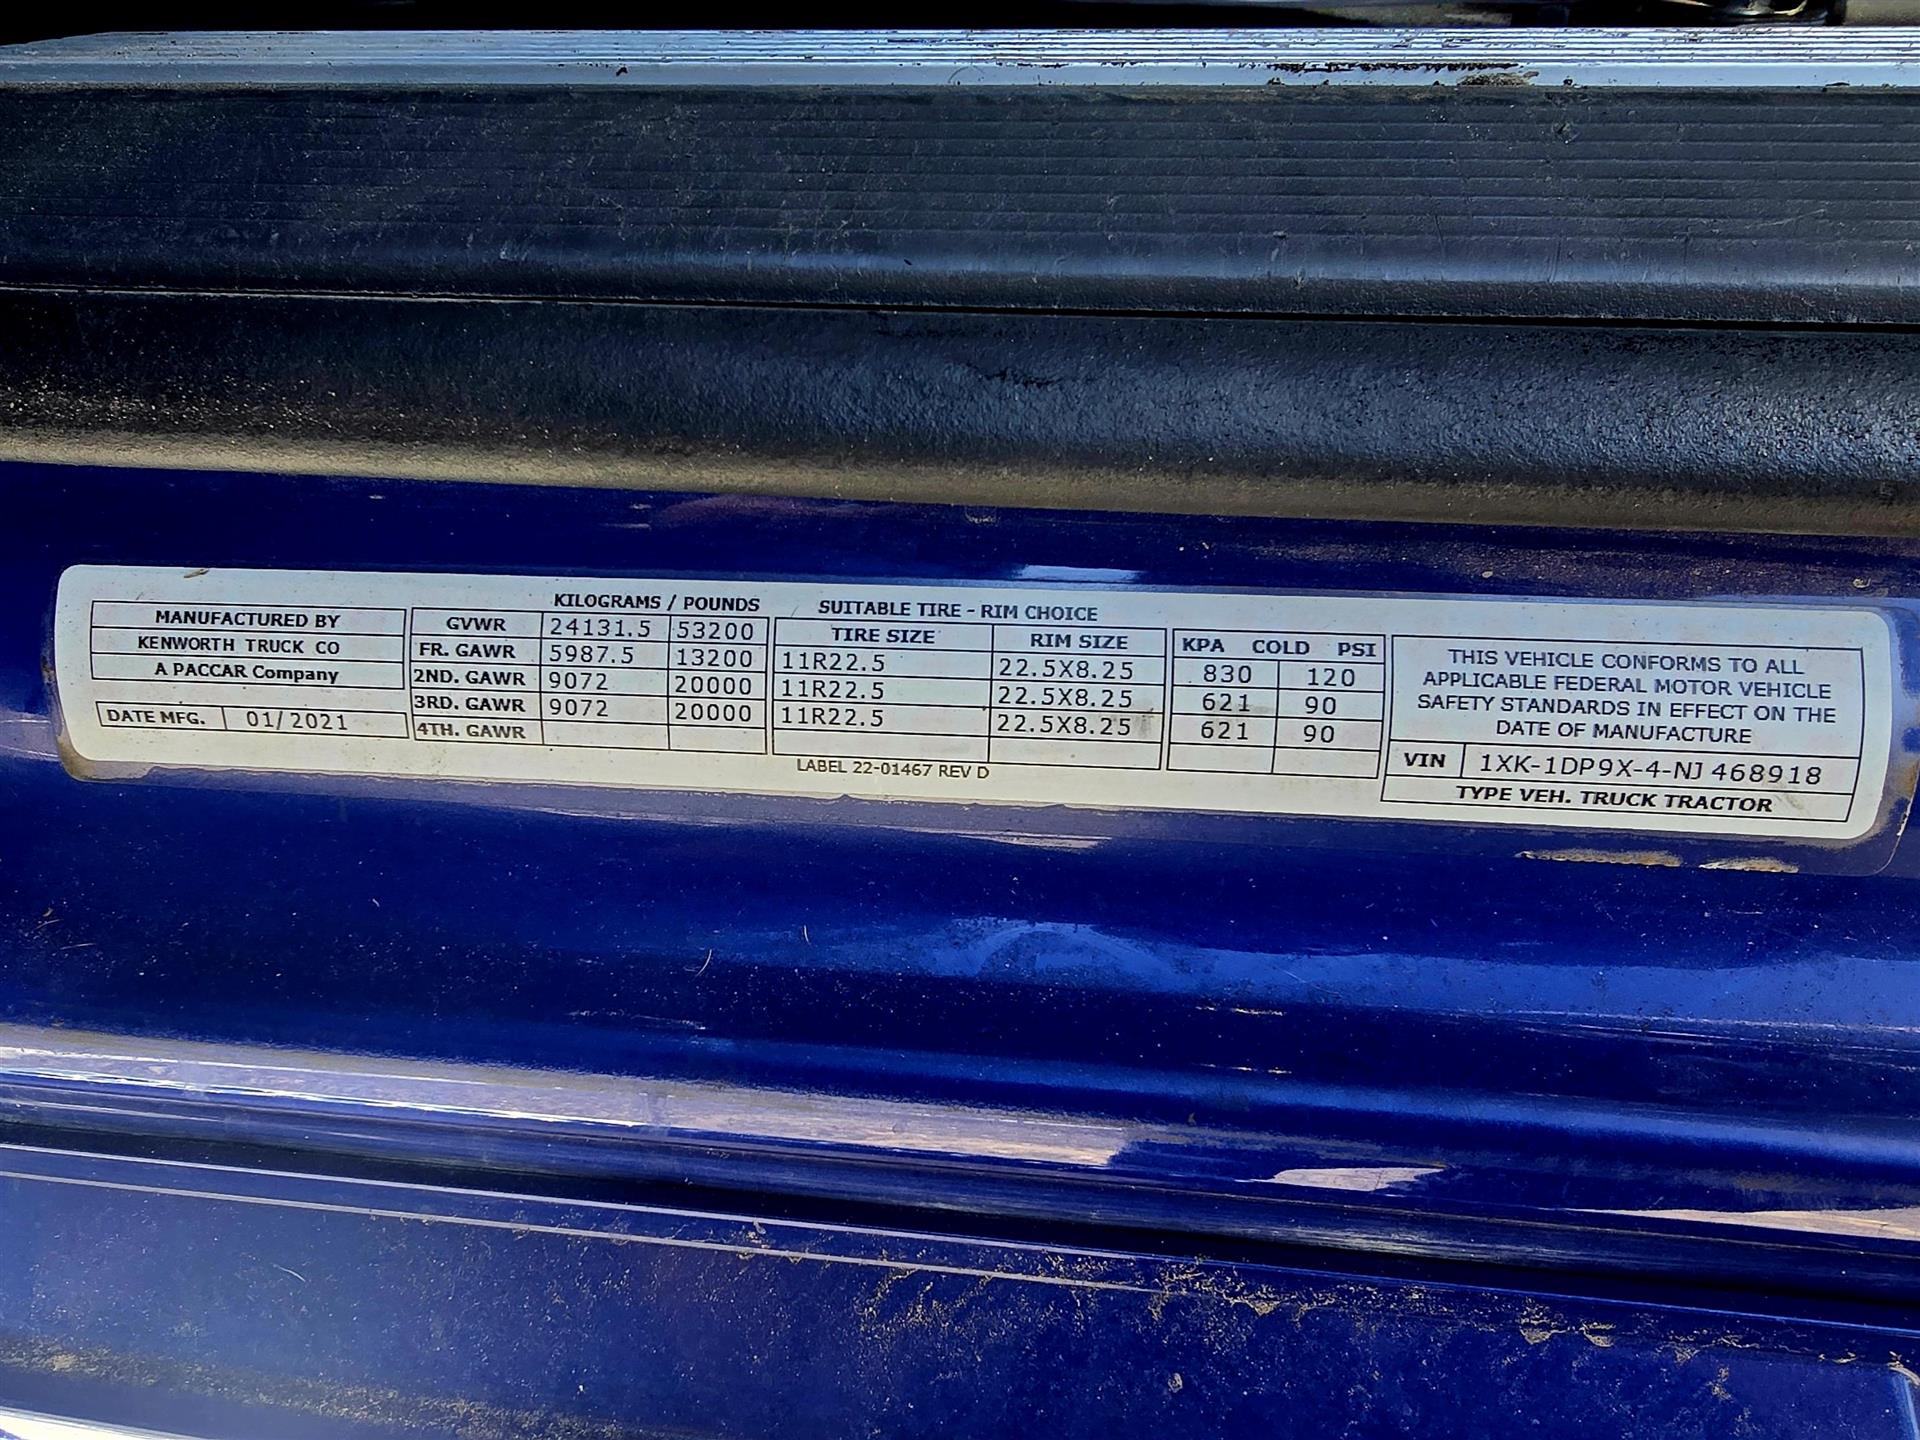 MANUFACTURED BY
KENWORTH TRUCK CO
A PACCAR Company
DATE MFG. 01/2021
KILOGRAMS / POUNDS
GVWR 24131.5 53200
FR. GAWR 5987.5 13200
2ND. GAWR 9072 20000
3RD. GAWR 9072 20000
4TH. GAWR
SUITABLE TIRE - RIM CHOICE
TIRE SIZE RIM SIZE
11R22.5 22.5X8.25
11R22.5 22.5X8.25
11R22.5 22.5X8.25
KPA COLD PSI
830 120
621 90
621 90
LABEL 22-01467 REV D
THIS VEHICLE CONFORMS TO ALL
APPLICABLE FEDERAL MOTOR VEHICLE
SAFETY STANDARDS IN EFFECT ON THE
DATE OF MANUFACTURE
VIN 1XK-1DP9X-4-NJ 468918
TYPE VEH. TRUCK TRACTOR